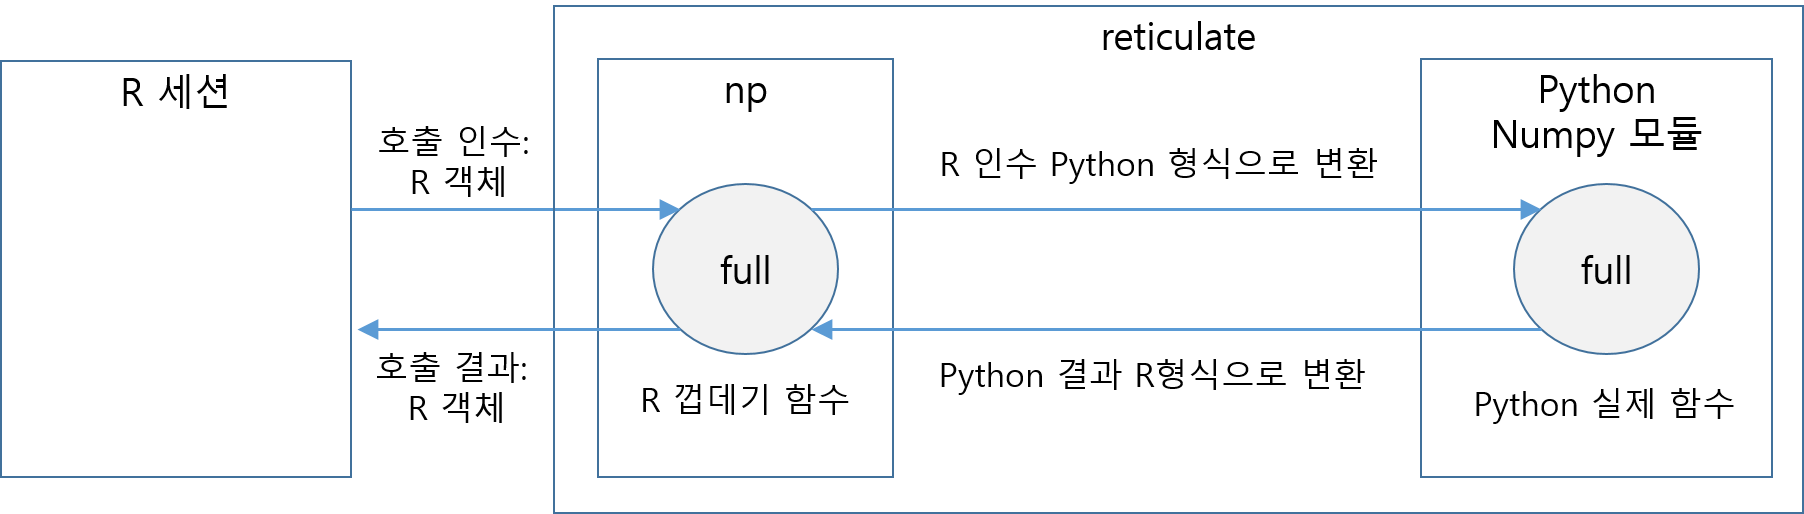 reticulate
R 세션
np
Python
Numpy 모듈
호출 인수:
R 객체
R 인수 Python 형식으로 변환
full
full
호출 결과:
R 객체
Python 결과 R형식으로 변환
R 껍데기 함수
Python 실제 함수